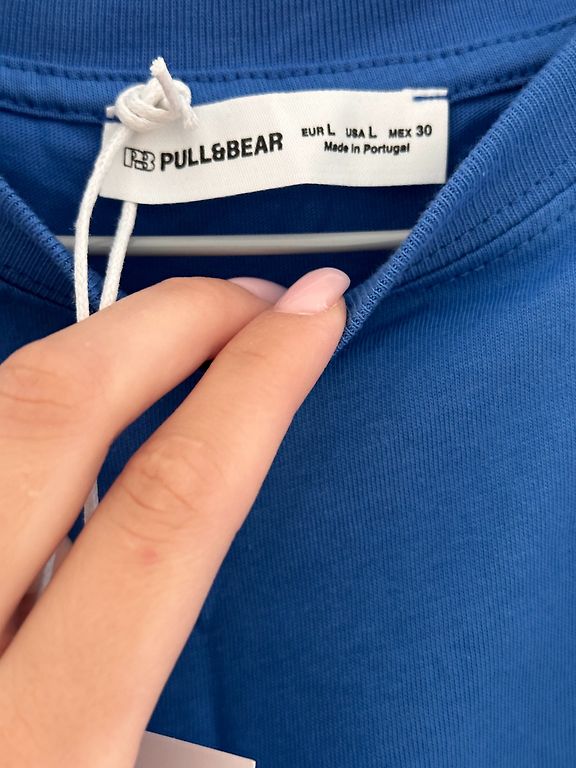 PB PULL&BEAR
EUR L USA L MEX 30
Made in Portugal